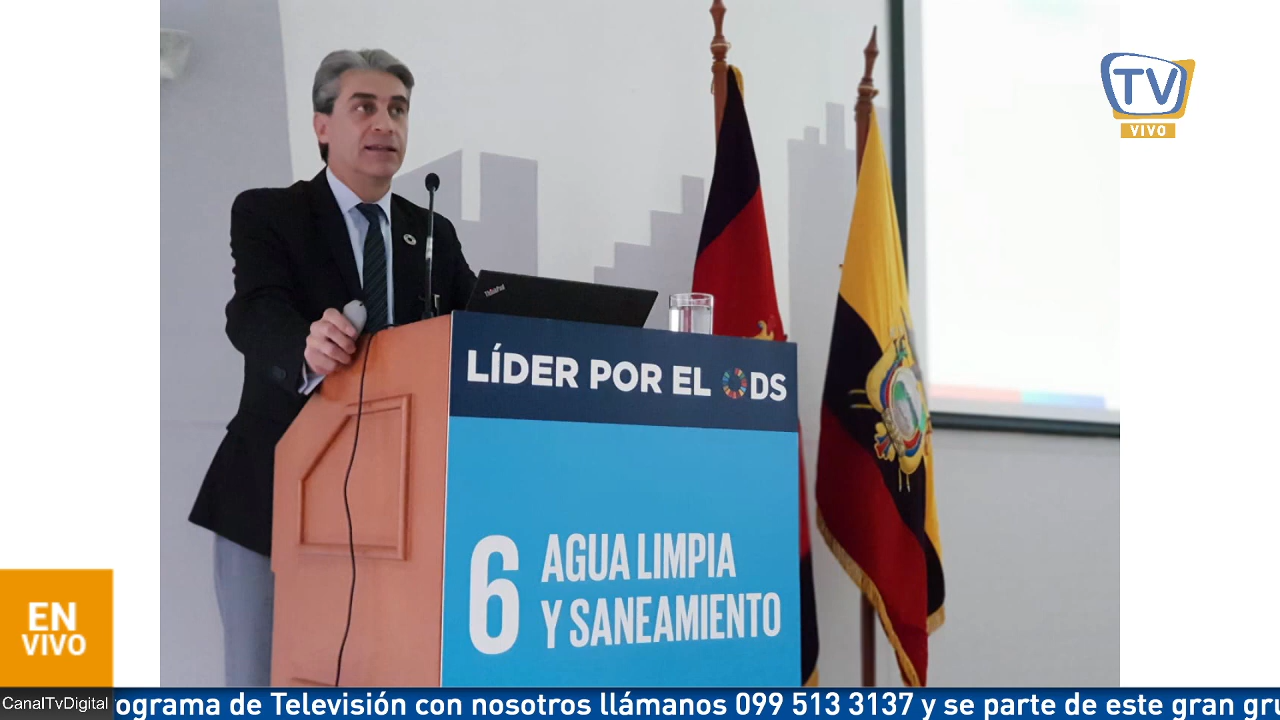 TV
VIVO
ThinkPad
LÍDER POR EL ODS
6 AGUA LIMPIA
Y SANEAMIENTO
EN
VIVO
CanalTvDigital
ograma de Televisión con nosotros llámanos 099 513 3137 y se parte de este gran gru